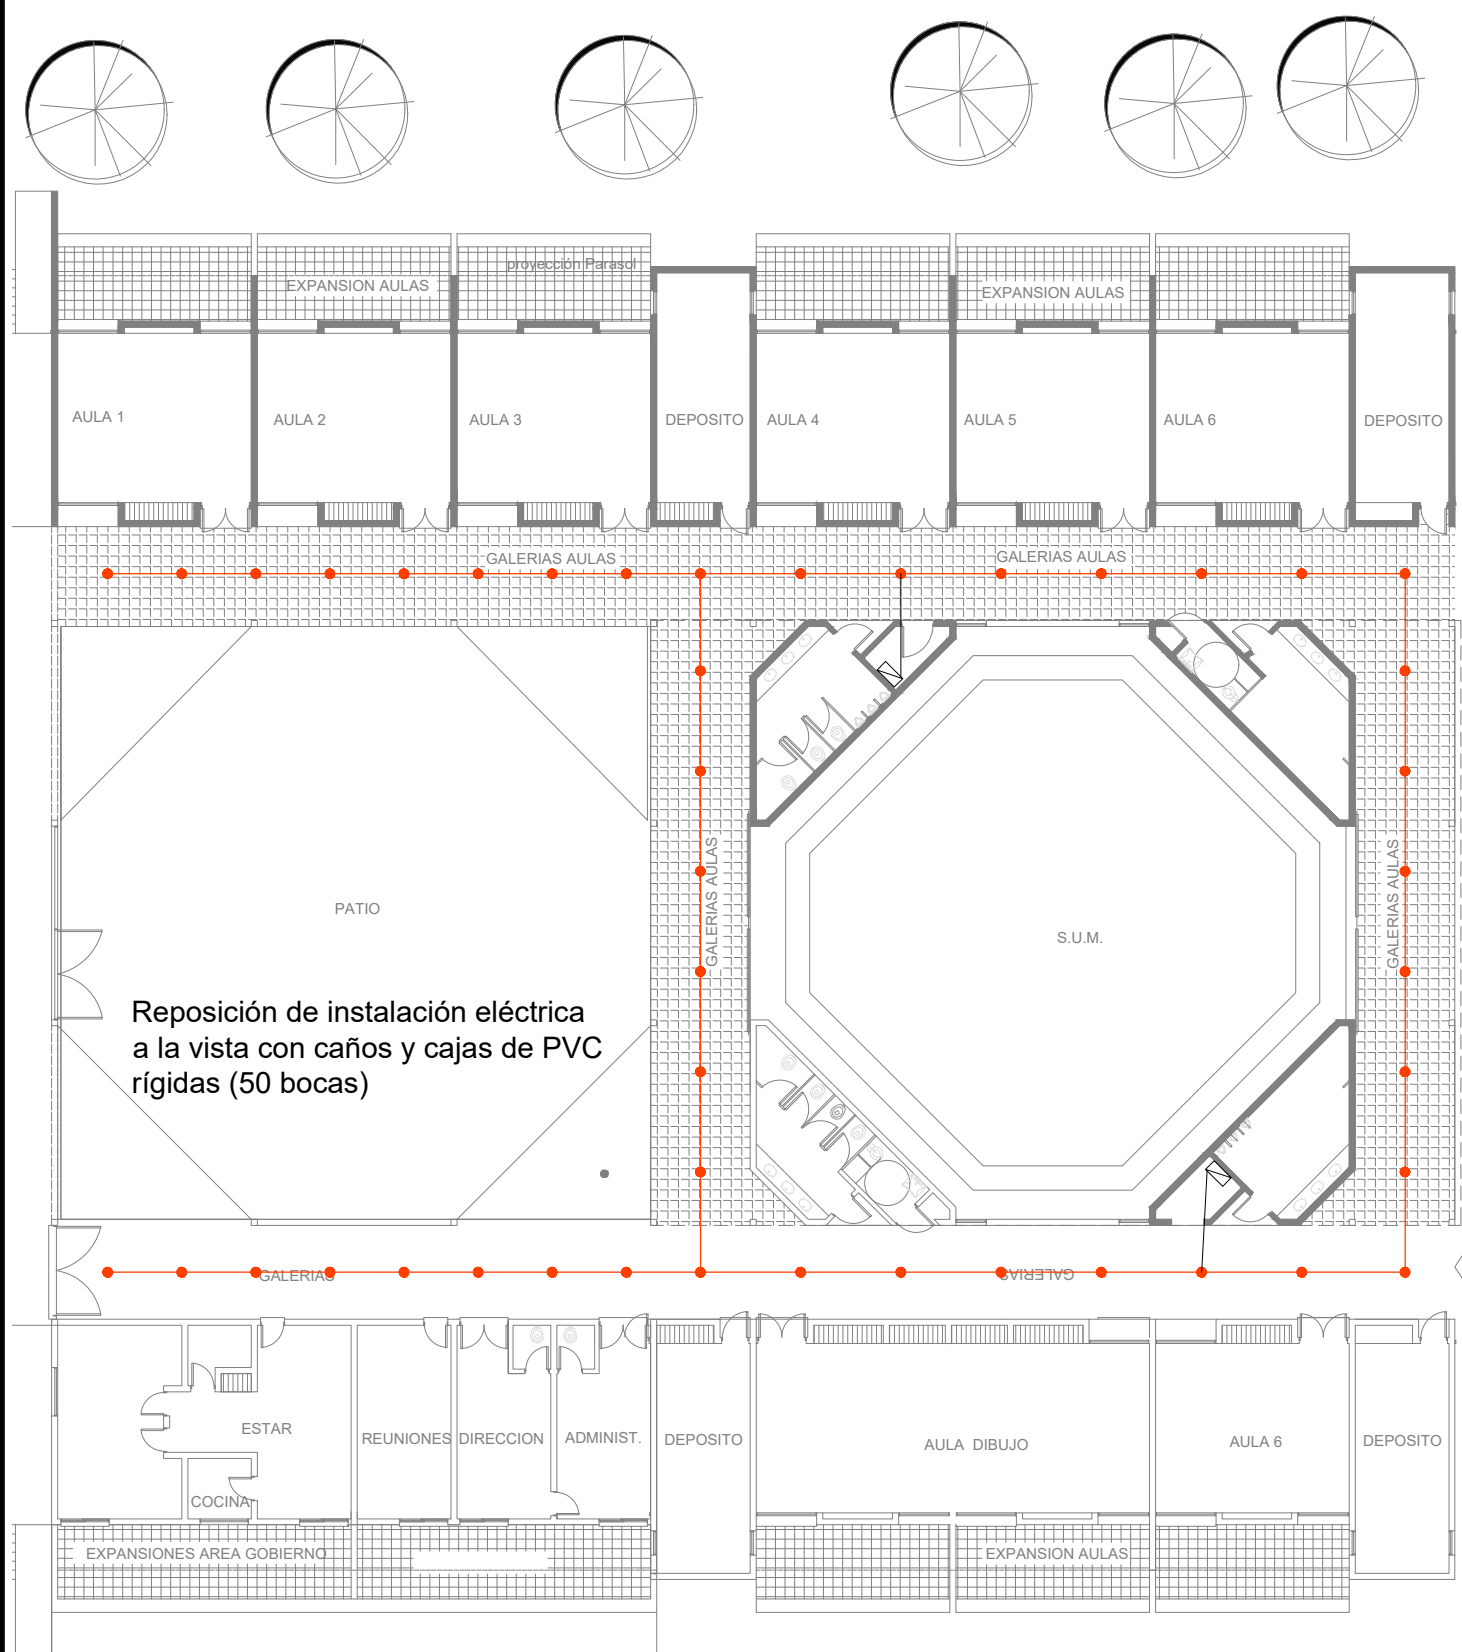 proyección Parasol
EXPANSION AULAS
EXPANSION AULAS
AULA 1
AULA 2
AULA 3
DEPOSITO
AULA 4
AULA 5
AULA 6
DEPOSITO
GALERIAS AULAS
GALERIAS AULAS
GALERIAS AULAS
GALERIAS AULAS
PATIO
S.U.M.
Reposición de instalación eléctrica
a la vista con caños y cajas de PVC
rígidas (50 bocas)
GALERIAS
GALERIAS
ESTAR
REUNIONES
DIRECCION
ADMINIST.
DEPOSITO
AULA DIBUJO
AULA 6
DEPOSITO
COCINA
EXPANSIONES AREA GOBIERNO
EXPANSION AULAS